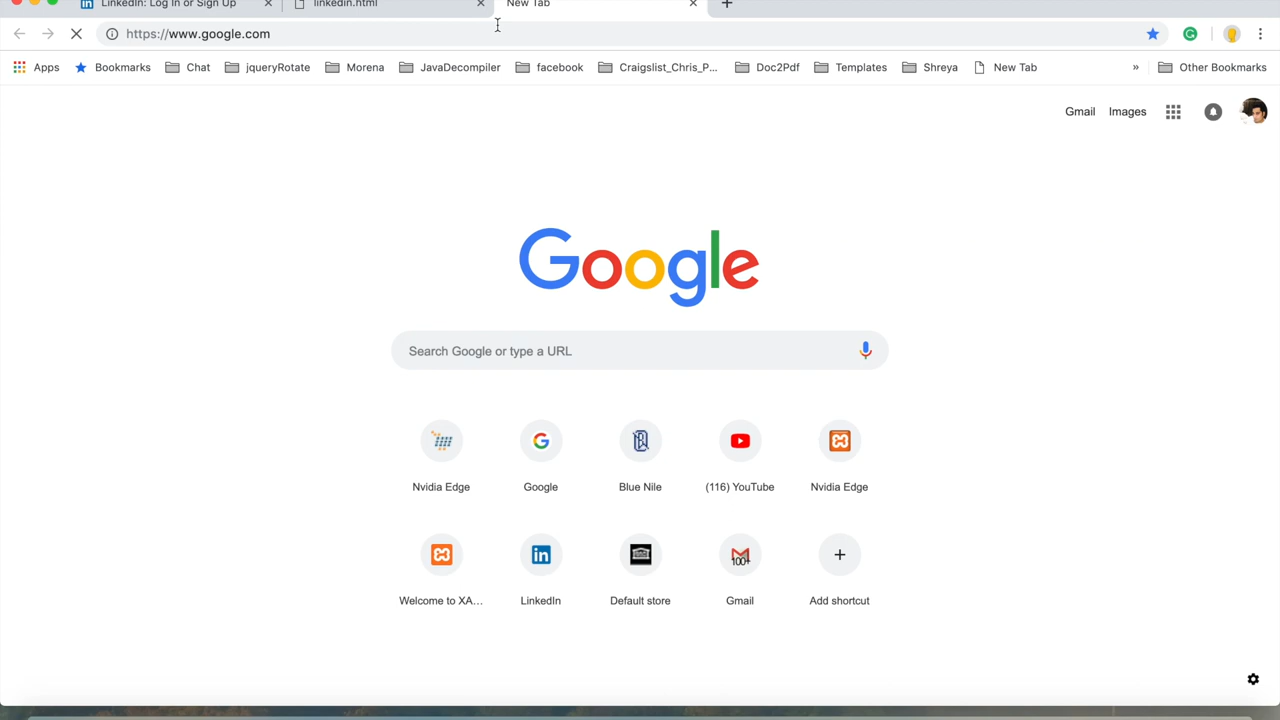 LinkedIn: Log In or Sign Up
linkedin.html
New Tab
https://www.google.com
Apps Bookmarks Chat jqueryRotate Morena JavaDecompiler facebook Craigslist_Chris_P... Doc2Pdf Templates Shreya New Tab » Other Bookmarks
Gmail Images
Google
Search Google or type a URL
Nvidia Edge Google Blue Nile (116) YouTube Nvidia Edge
100+
Welcome to XA... LinkedIn Default store Gmail Add shortcut